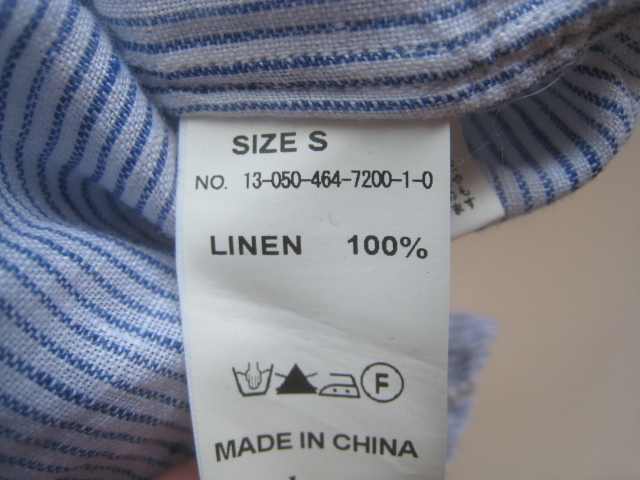 SIZE S
NO. 13-050-464-7200-1-0
LINEN 100%
F
MADE IN CHINA